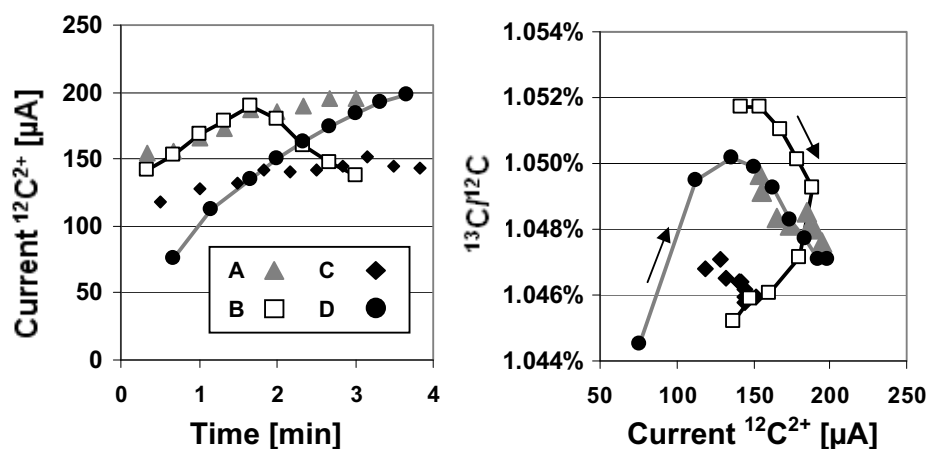 250
200
150
100
50
0
Current ¹²C²⁺ [µA]
A
C
B
D
0
1
2
3
4
Time [min]
1.054%
1.052%
1.050%
1.048%
1.046%
1.044%
¹³C/¹²C
50
100
150
200
250
Current ¹²C²⁺ [µA]